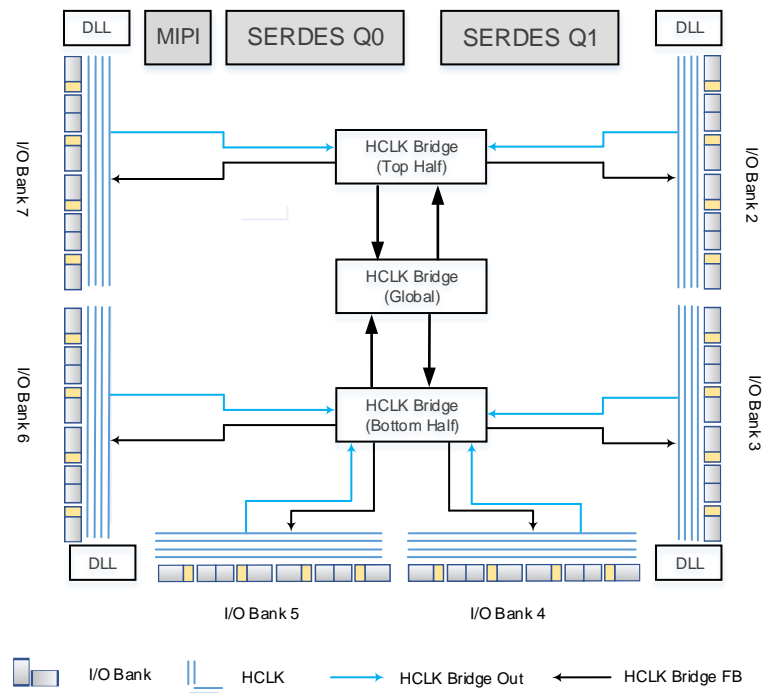 DLL
MIPI
SERDES Q0
SERDES Q1
DLL
I/O Bank 7
HCLK Bridge
(Top Half)
I/O Bank 2
HCLK Bridge
(Global)
I/O Bank 6
HCLK Bridge
(Bottom Half)
I/O Bank 3
DLL
DLL
I/O Bank 5
I/O Bank 4
I/O Bank
HCLK
HCLK Bridge Out
HCLK Bridge FB